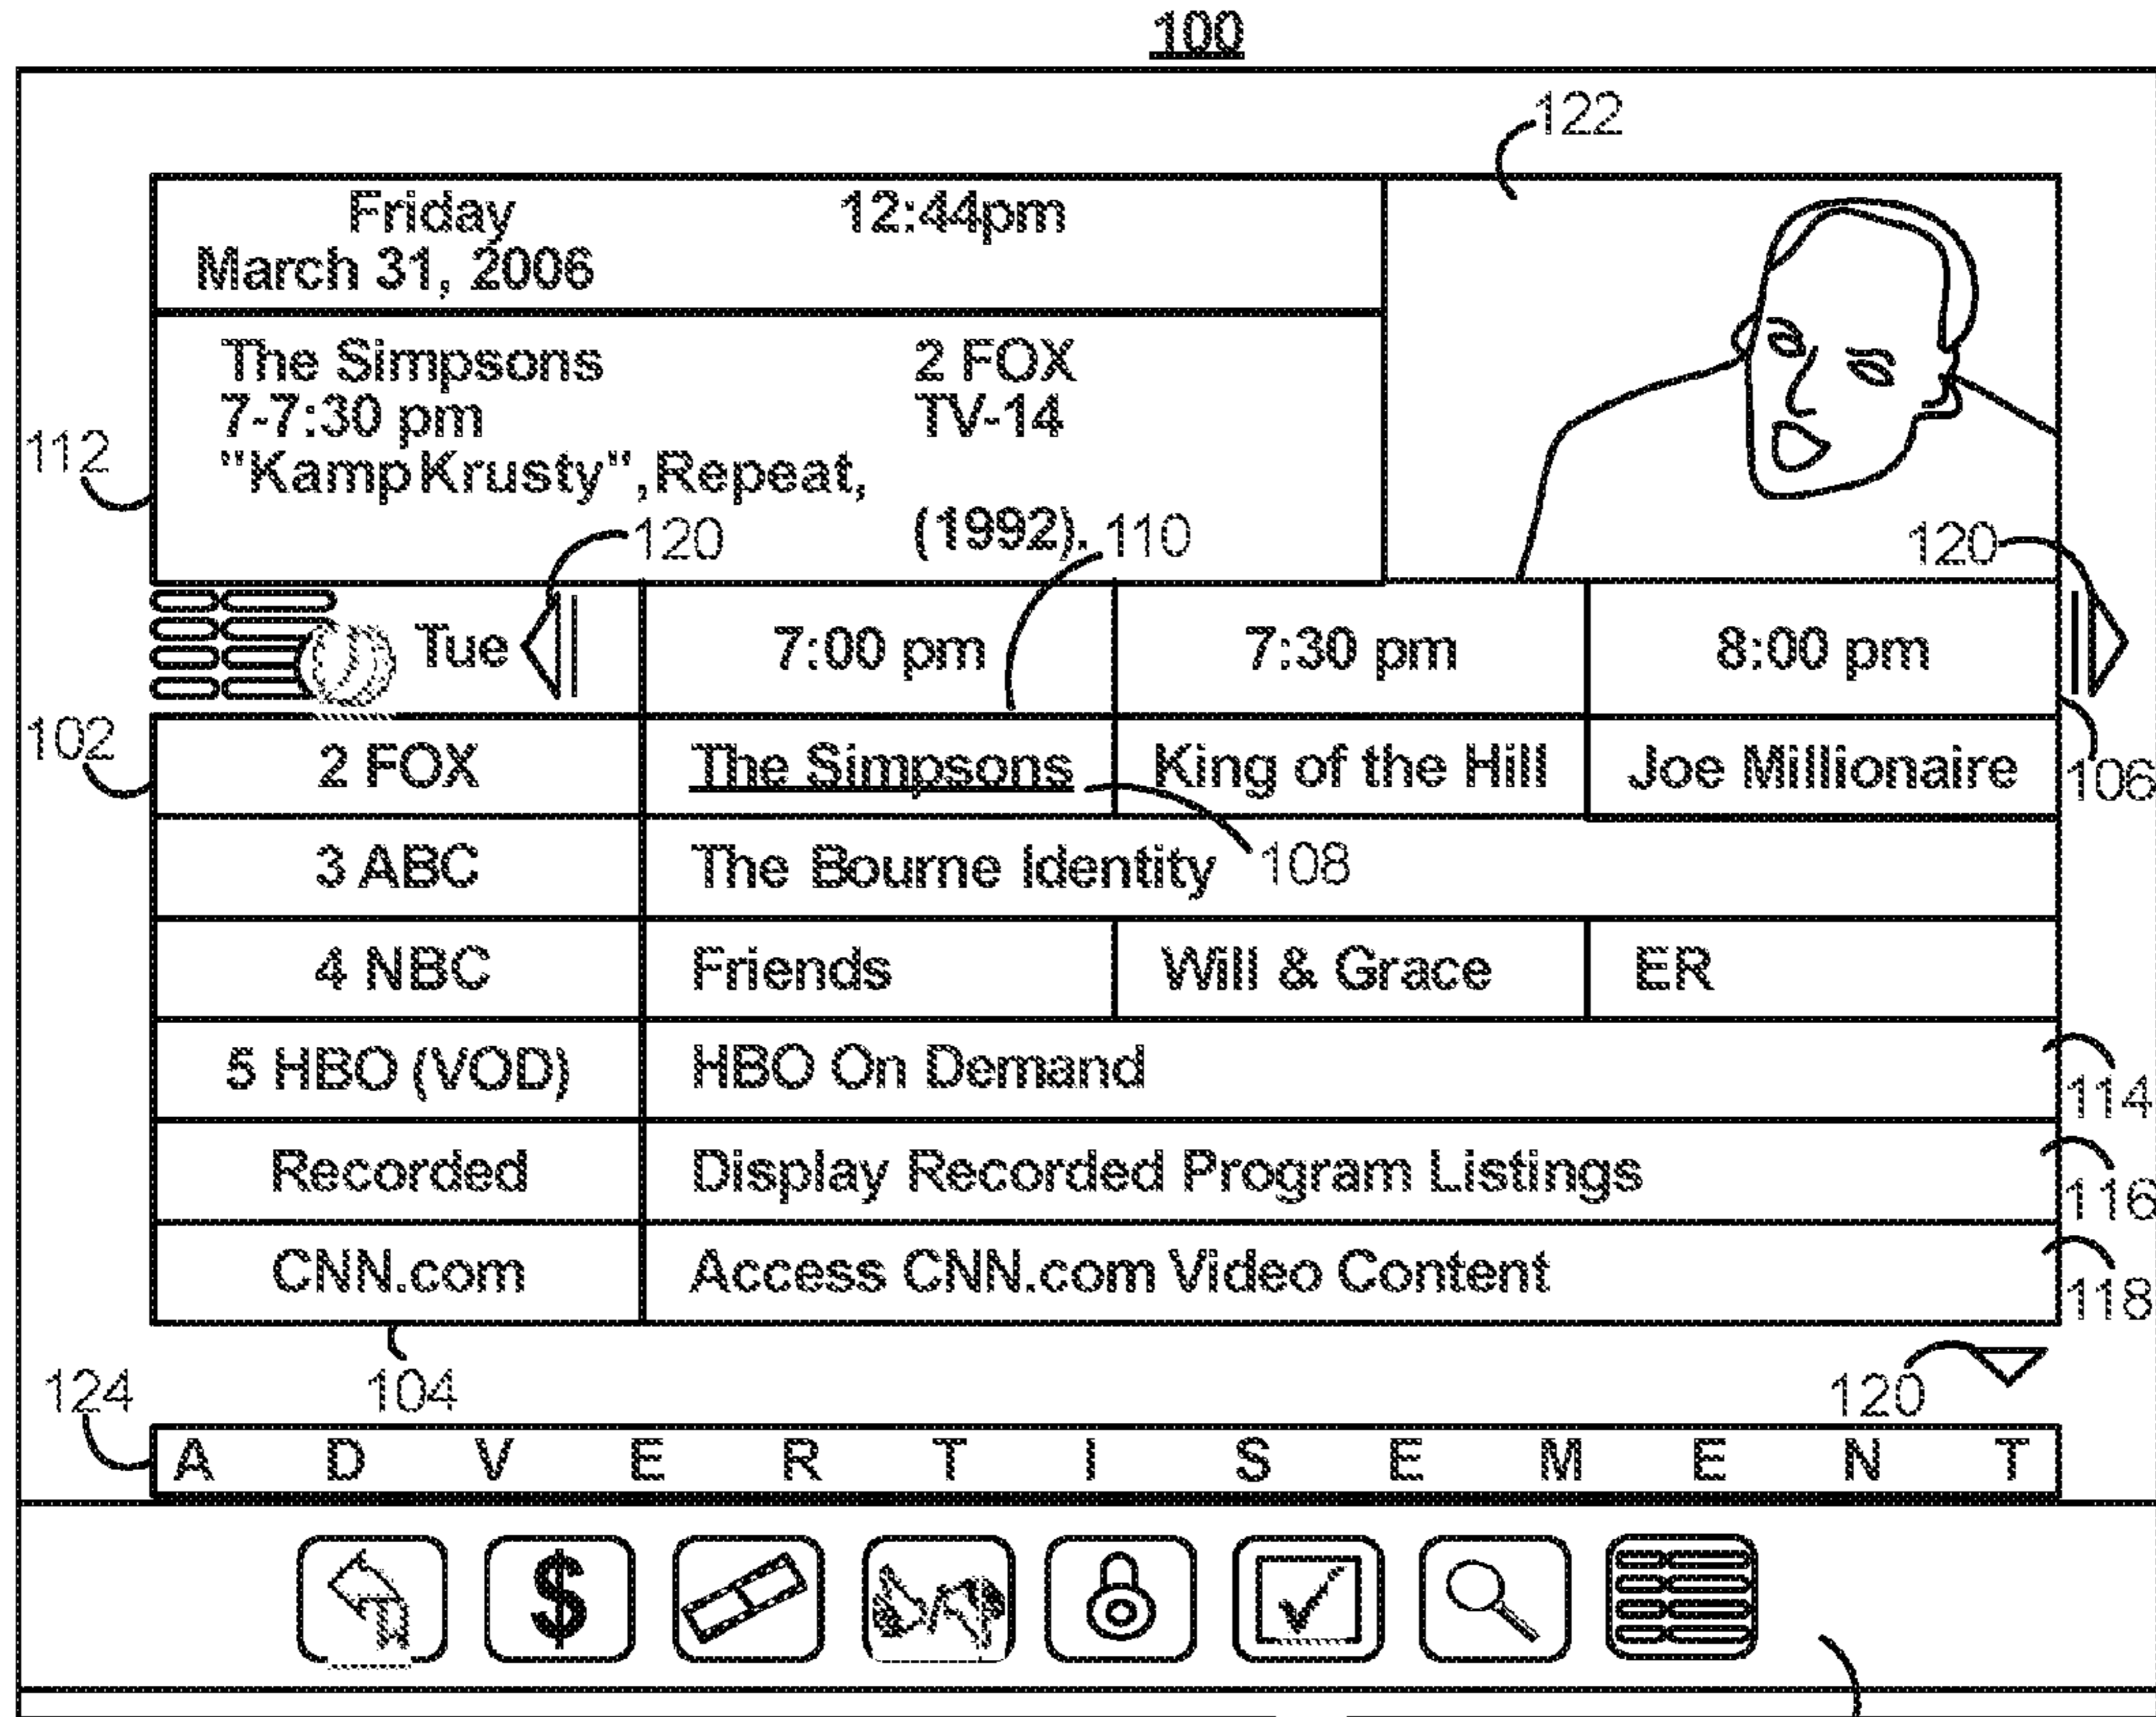 100
122
Friday 12:44pm
March 31, 2006
The Simpsons 2 FOX
7-7:30 pm TV-14
112
"Kamp Krusty", Repeat,
(1992).
120 110 120
Tue 7:00 pm 7:30 pm 8:00 pm
102
2 FOX The Simpsons King of the Hill Joe Millionaire
106
3 ABC The Bourne Identity 108
4 NBC Friends Will & Grace ER
5 HBO (VOD) HBO On Demand
114
Recorded Display Recorded Program Listings
116
CNN.com Access CNN.com Video Content
118
124 104 120
A D V E R T I S E M E N T
$